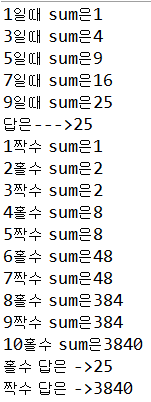 1일때 sum은1
3일때 sum은4
5일때 sum은9
7일때 sum은16
9일때 sum은25
답은--->25
1짝수 sum은1
2홀수 sum은2
3짝수 sum은2
4홀수 sum은8
5짝수 sum은8
6홀수 sum은48
7짝수 sum은48
8홀수 sum은384
9짝수 sum은384
10홀수 sum은3840
홀수 답은 ->25
짝수 답은 ->3840